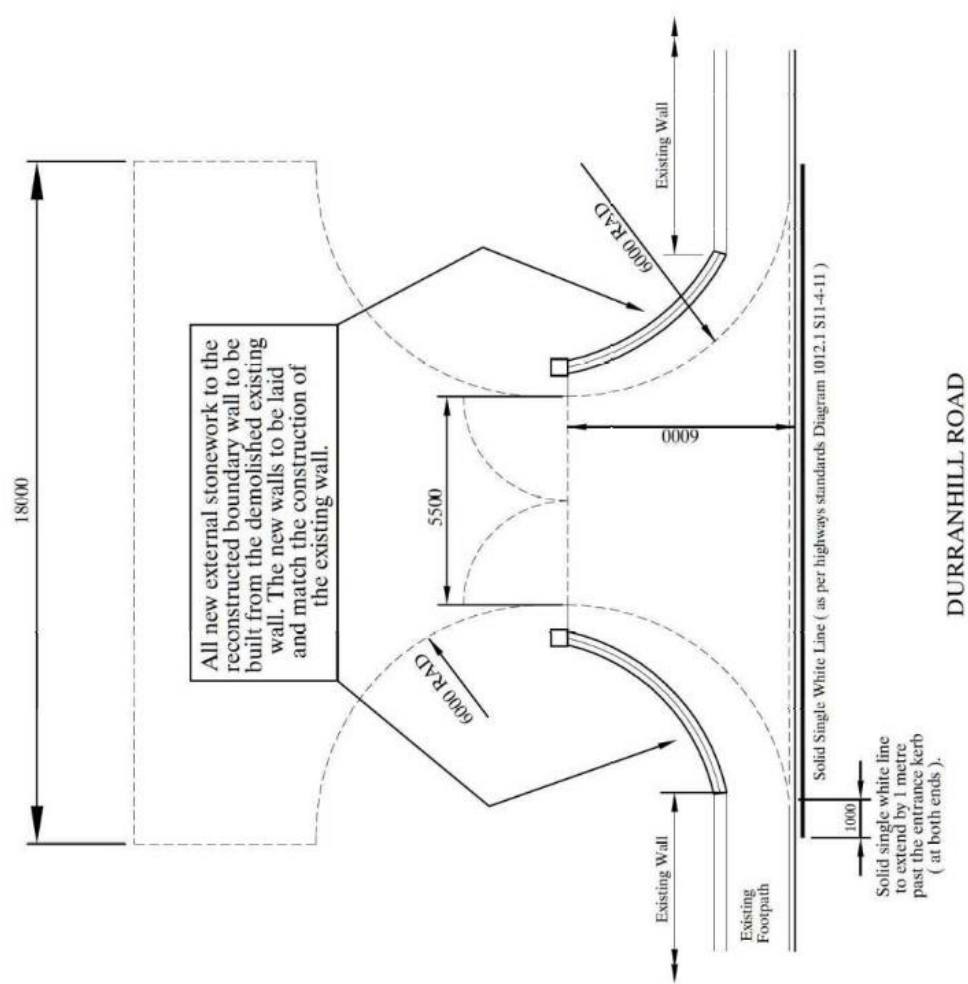 18000
All new external stonework to the
reconstructed boundary wall to be
built from the demolished existing
wall. The new walls to be laid
and match the construction of
the existing wall.
Existing Wall
6000 RAD
6000 RAD
5500
6000
Existing Wall
Existing
Footpath
Solid Single White Line ( as per highways standards Diagram 1012.1 S11-4-11 )
1000
Solid single white line
to extend by 1 metre
past the entrance kerb
( at both ends ).
DURRANHILL ROAD